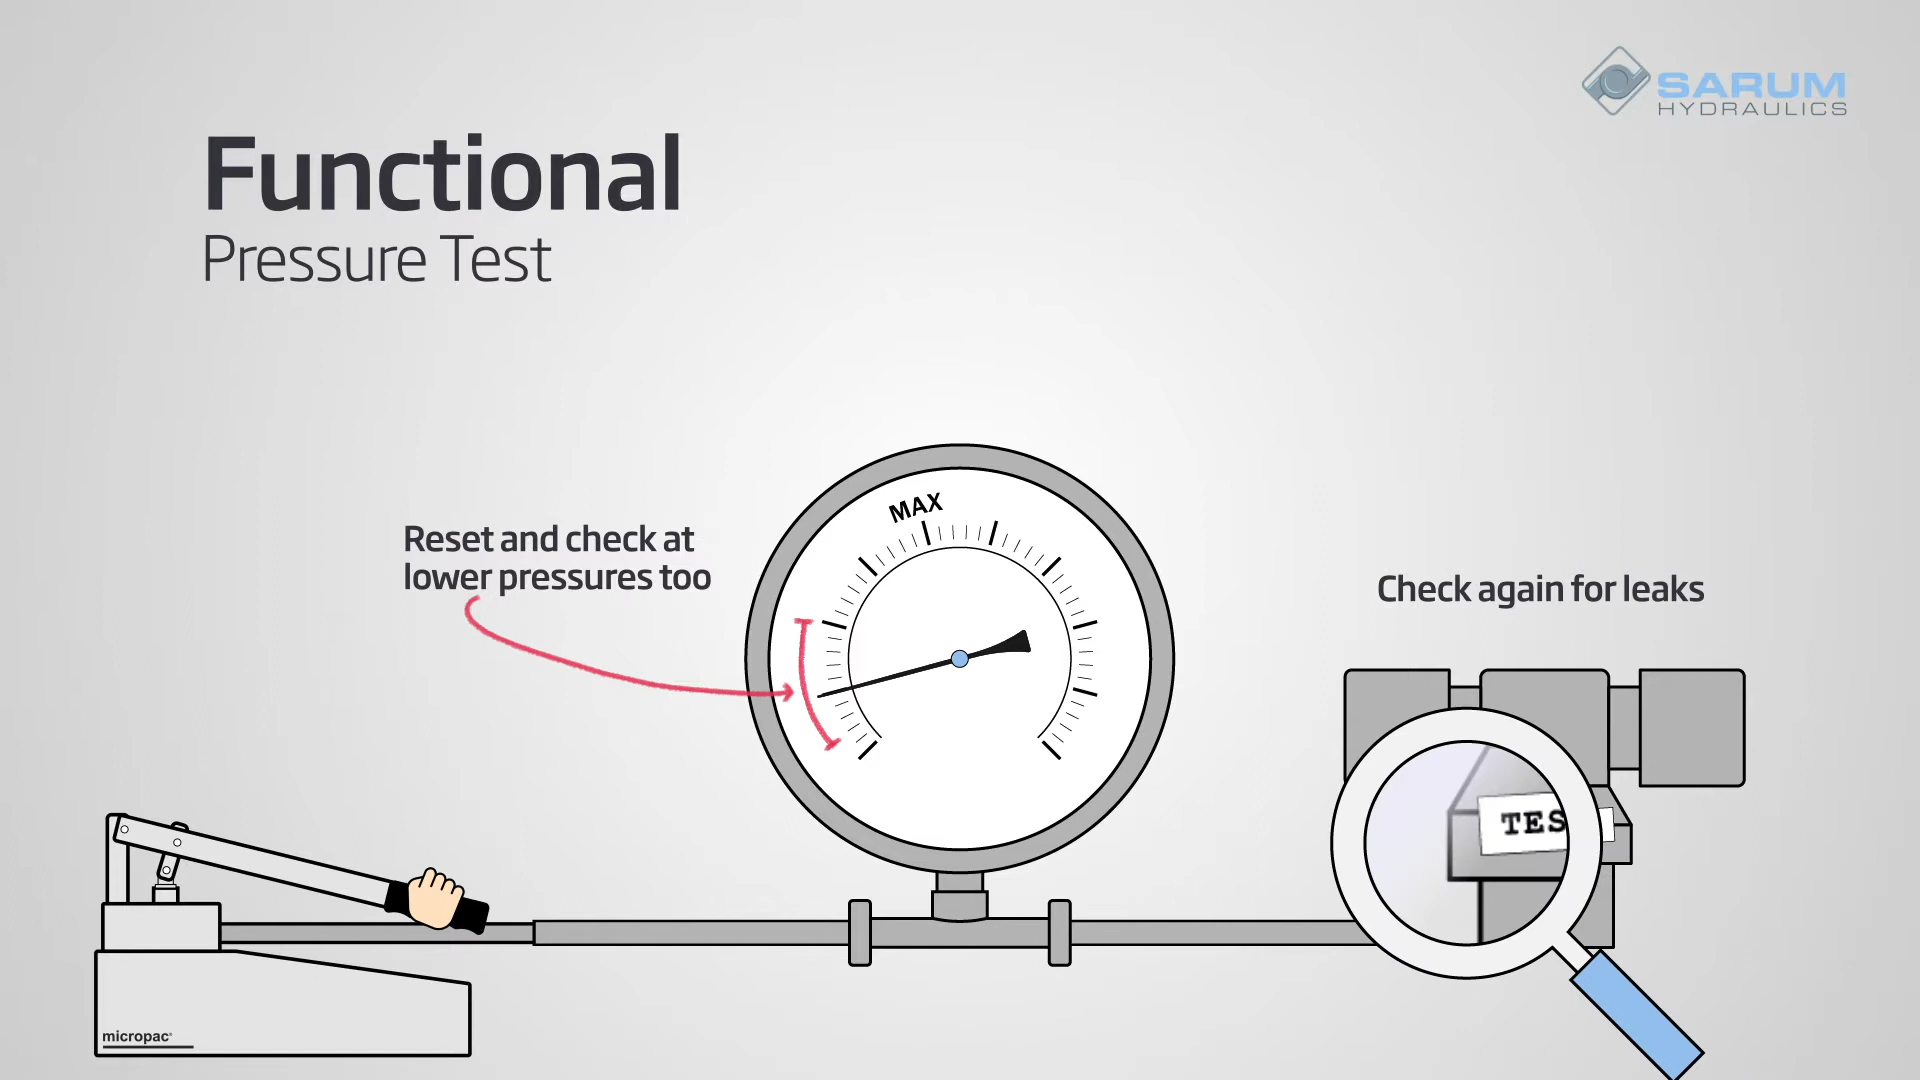 SARUM
HYDRAULICS
Functional
Pressure Test
MAX
Reset and check at
lower pressures too
Check again for leaks
TES
micropac®